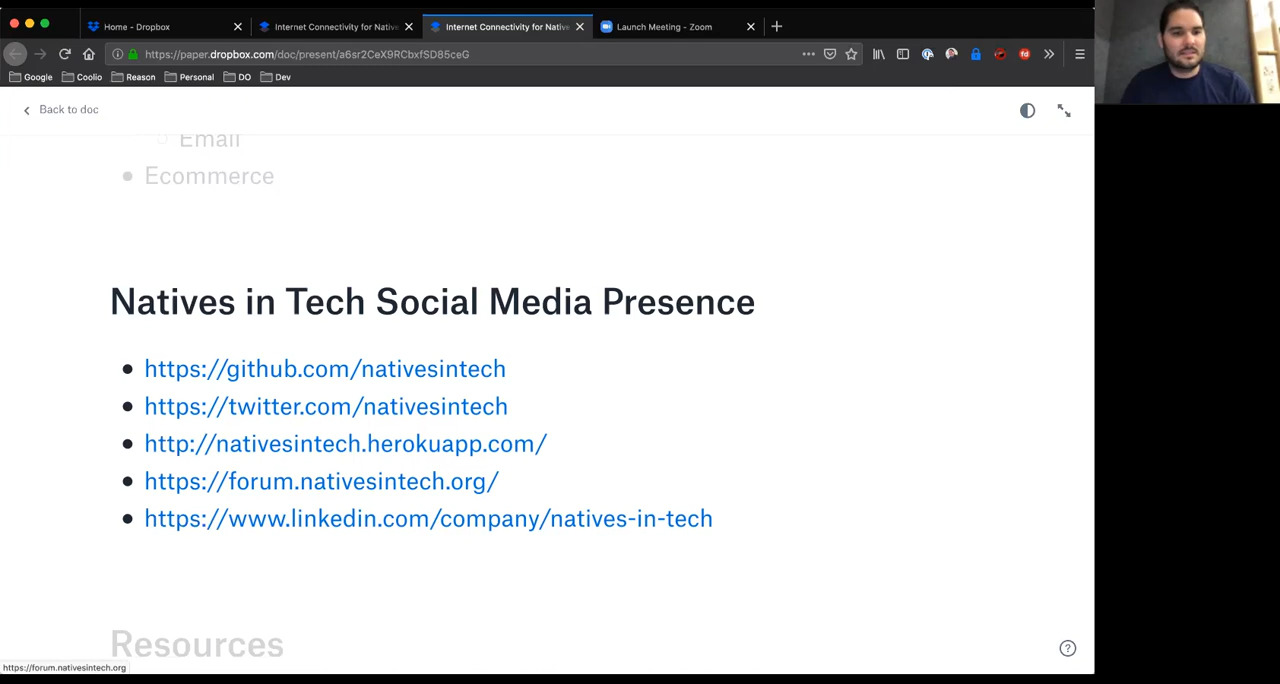 Home - Dropbox
Internet Connectivity for Native
Internet Connectivity for Native
Launch Meeting - Zoom
https://paper.dropbox.com/doc/present/a6sr2CeX9RCbxfSD85ceG
Google
Coolio
Reason
Personal
DO
Dev
Back to doc
Email
Ecommerce
Natives in Tech Social Media Presence
https://github.com/nativesintech
https://twitter.com/nativesintech
http://nativesintech.herokuapp.com/
https://forum.nativesintech.org/
https://www.linkedin.com/company/natives-in-tech
Resources
https://forum.nativesintech.org